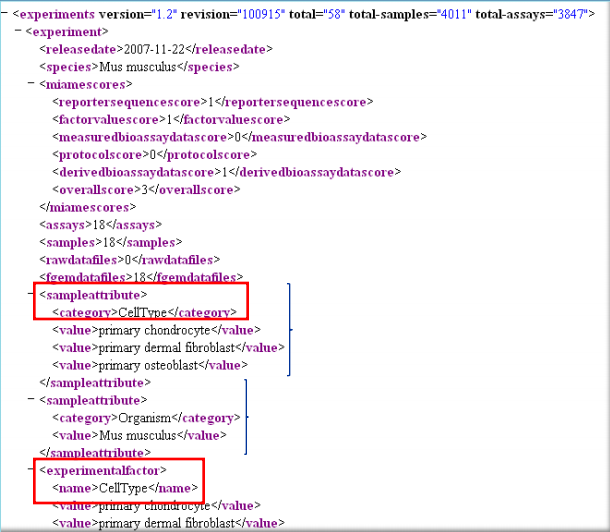 − <experiments version="1.2" revision="100915" total="58" total-samples="4011" total-assays="3847">
− <experiment>
<releasedate>2007-11-22</releasedate>
<species>Mus musculus</species>
− <miamescores>
<reportersequencescore>1</reportersequencescore>
<factorvaluescore>1</factorvaluescore>
<measuredbioassaydatascore>0</measuredbioassaydatascore>
<protocolscore>0</protocolscore>
<derivedbioassaydatascore>1</derivedbioassaydatascore>
<overallscore>3</overallscore>
</miamescores>
<assays>18</assays>
<samples>18</samples>
<rawdatafiles>0</rawdatafiles>
<fgemdatafiles>18</fgemdatafiles>
− <sampleattribute>
<category>CellType</category>
<value>primary chondrocyte</value>
<value>primary dermal fibroblast</value>
<value>primary osteoblast</value>
</sampleattribute>
− <sampleattribute>
<category>Organism</category>
<value>Mus musculus</value>
</sampleattribute>
− <experimentalfactor>
<name>CellType</name>
<value>primary chondrocyte</value>
<value>primary dermal fibroblast</value>